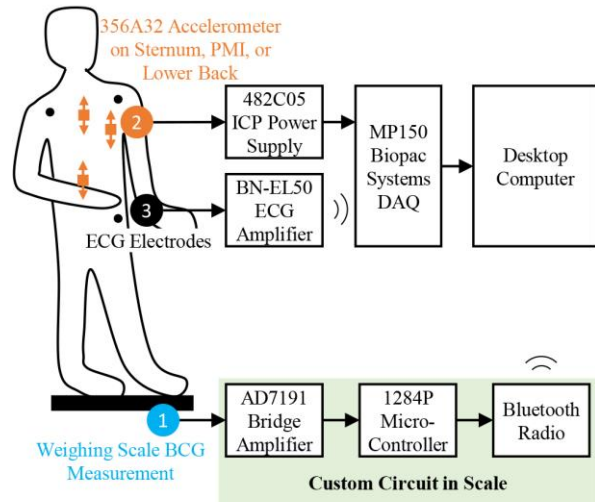 356A32 Accelerometer
on Sternum, PMI, or
Lower Back
2
482C05
ICP Power
Supply
MP150
Biopac
Systems
DAQ
Desktop
Computer
3
ECG Electrodes
BN-EL50
ECG
Amplifier
1
Weighing Scale BCG
Measurement
AD7191
Bridge
Amplifier
1284P
Micro-
Controller
Bluetooth
Radio
Custom Circuit in Scale